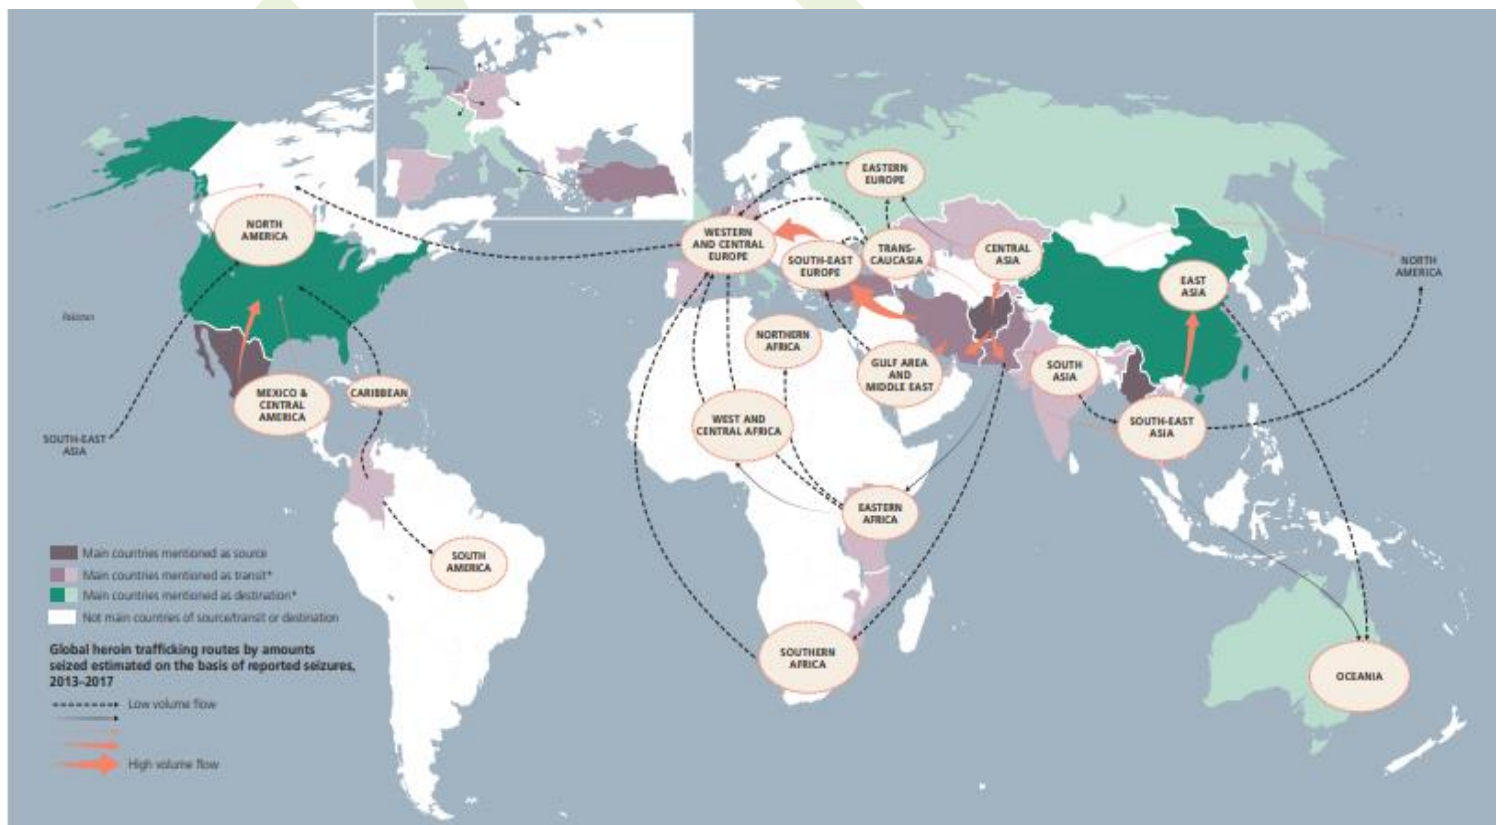 EASTERN
EUROPE
NORTH
AMERICA
WESTERN
AND CENTRAL
EUROPE
SOUTH-EAST
EUROPE
TRANS-
CAUCASIA
CENTRAL
ASIA
EAST
ASIA
NORTH
AMERICA
Pakistan
NORTHERN
AFRICA
GULF AREA
AND
MIDDLE EAST
SOUTH
ASIA
MEXICO &
CENTRAL
AMERICA
CARIBBEAN
WEST AND
CENTRAL AFRICA
SOUTH-EAST
ASIA
SOUTH-EAST
ASIA
EASTERN
AFRICA
SOUTH
AMERICA
SOUTHERN
AFRICA
OCEANIA
Main countries mentioned as source
Main countries mentioned as transit*
Main countries mentioned as destination*
Not main countries of source/transit or destination
Global heroin trafficking routes by amounts
seized estimated on the basis of reported seizures,
2013–2017
Low volume flow
High volume flow